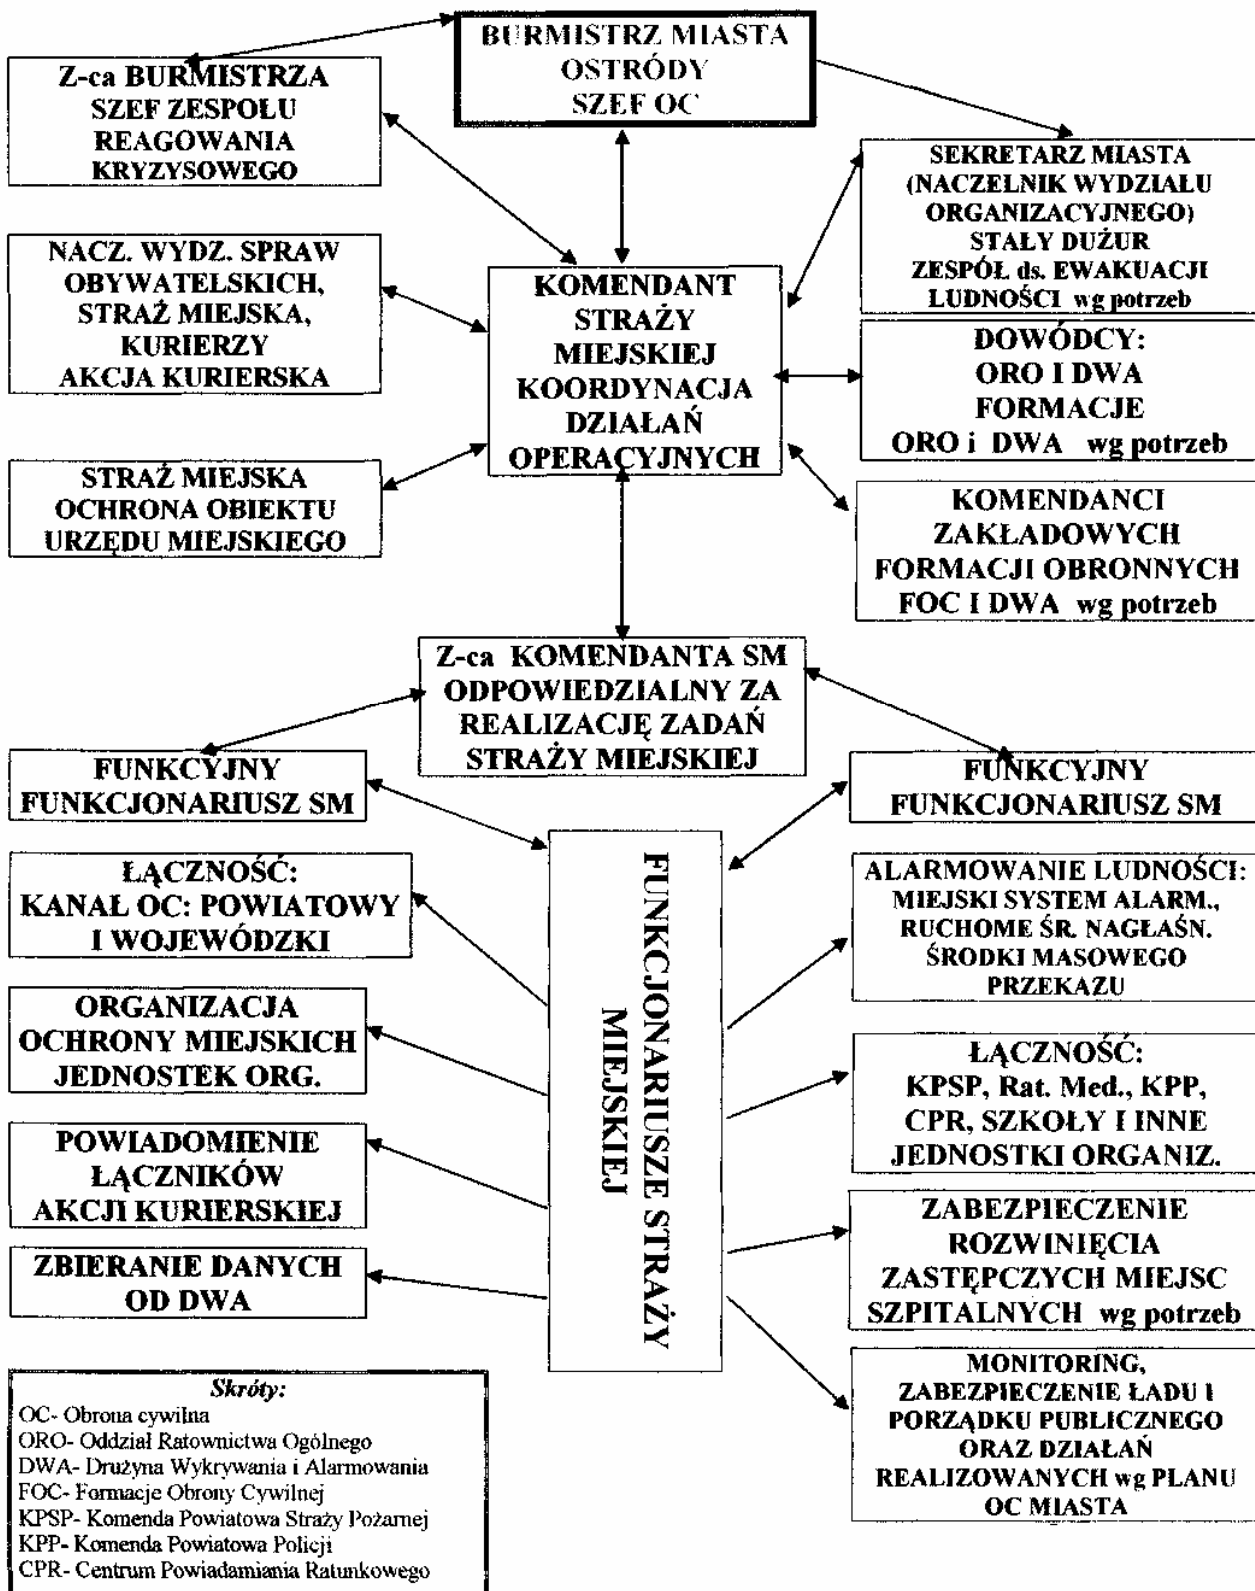 BURMISTRZ MIASTA
OSTRÓDY
SZEF OC
Z-ca BURMISTRZA
SZEF ZESPOŁU
REAGOWANIA
KRYZYSOWEGO
SEKRETARZ MIASTA
(NACZELNIK WYDZIAŁU
ORGANIZACYJNEGO)
STAŁY DUŻUR
ZESPÓŁ ds. EWAKUACJI
LUDNOŚCI wg potrzeb
NACZ. WYDZ. SPRAW
OBYWATELSKICH,
STRAŻ MIEJSKA,
KURIERZY
AKCJA KURIERSKA
KOMENDANT
STRAŻY
MIEJSKIEJ
KOORDYNACJA
DZIAŁAŃ
OPERACYJNYCH
DOWÓDCY:
ORO I DWA
FORMACJE
ORO i DWA wg potrzeb
STRAŻ MIEJSKA
OCHRONA OBIEKTU
URZĘDU MIEJSKIEGO
KOMENDANCI
ZAKŁADOWYCH
FORMACJI OBRONNYCH
FOC I DWA wg potrzeb
Z-ca KOMENDANTA SM
ODPOWIEDZIALNY ZA
REALIZACJĘ ZADAŃ
STRAŻY MIEJSKIEJ
FUNKCYJNY
FUNKCJONARIUSZ SM
FUNKCYJNY
FUNKCJONARIUSZ SM
FUNKCJONARIUSZE STRAŻY
MIEJSKIEJ
ŁĄCZNOŚĆ:
KANAŁ OC: POWIATOWY
I WOJEWÓDZKI
ALARMOWANIE LUDNOŚCI:
MIEJSKI SYSTEM ALARM.,
RUCHOME ŚR. NAGŁAŚN.
ŚRODKI MASOWEGO
PRZEKAZU
ORGANIZACJA
OCHRONY MIEJSKICH
JEDNOSTEK ORG.
ŁĄCZNOŚĆ:
KPSP, Rat. Med., KPP,
CPR, SZKOŁY I INNE
JEDNOSTKI ORGANIZ.
POWIADOMIENIE
ŁĄCZNIKÓW
AKCJI KURIERSKIEJ
ZABEZPIECZENIE
ROZWINIĘCIA
ZASTĘPCZYCH MIEJSC
SZPITALNYCH wg potrzeb
ZBIERANIE DANYCH
OD DWA
MONITORING,
ZABEZPIECZENIE ŁADU I
PORZĄDKU PUBLICZNEGO
ORAZ DZIAŁAŃ
REALIZOWANYCH wg PLANU
OC MIASTA
Skróty:
OC- Obrona cywilna
ORO- Oddział Ratownictwa Ogólnego
DWA- Drużyna Wykrywania i Alarmowania
FOC- Formacje Obrony Cywilnej
KPSP- Komenda Powiatowa Straży Pożarnej
KPP- Komenda Powiatowa Policji
CPR- Centrum Powiadamiania Ratunkowego